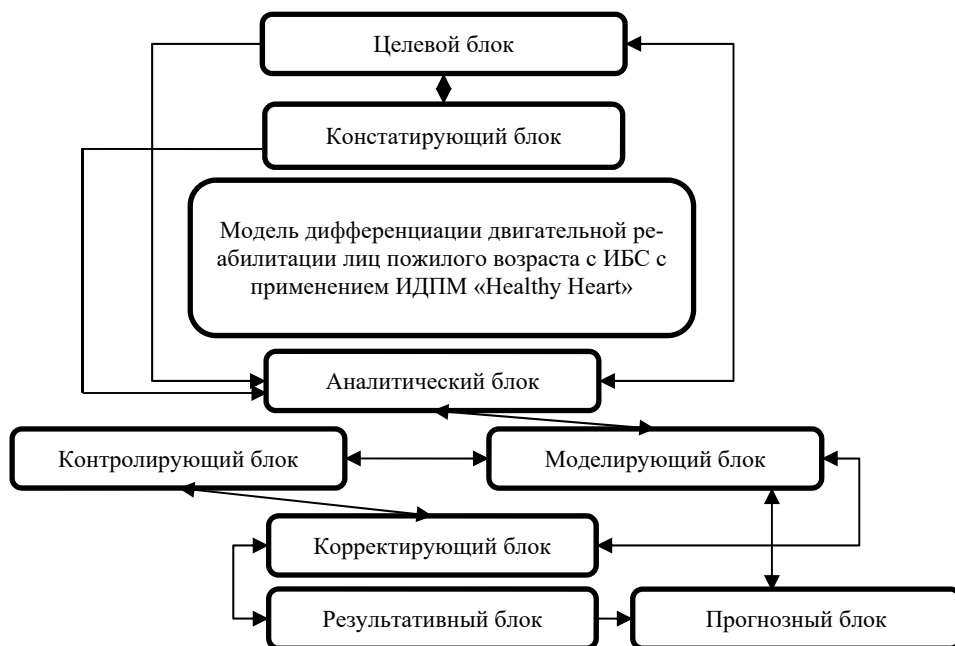 Целевой блок
Констатирующий блок
Модель дифференциации двигательной ре-
абилитации лиц пожилого возраста с ИБС с
применением ИДПМ «Healthy Heart»
Аналитический блок
Контролирующий блок
Моделирующий блок
Корректирующий блок
Результативный блок
Прогнозный блок